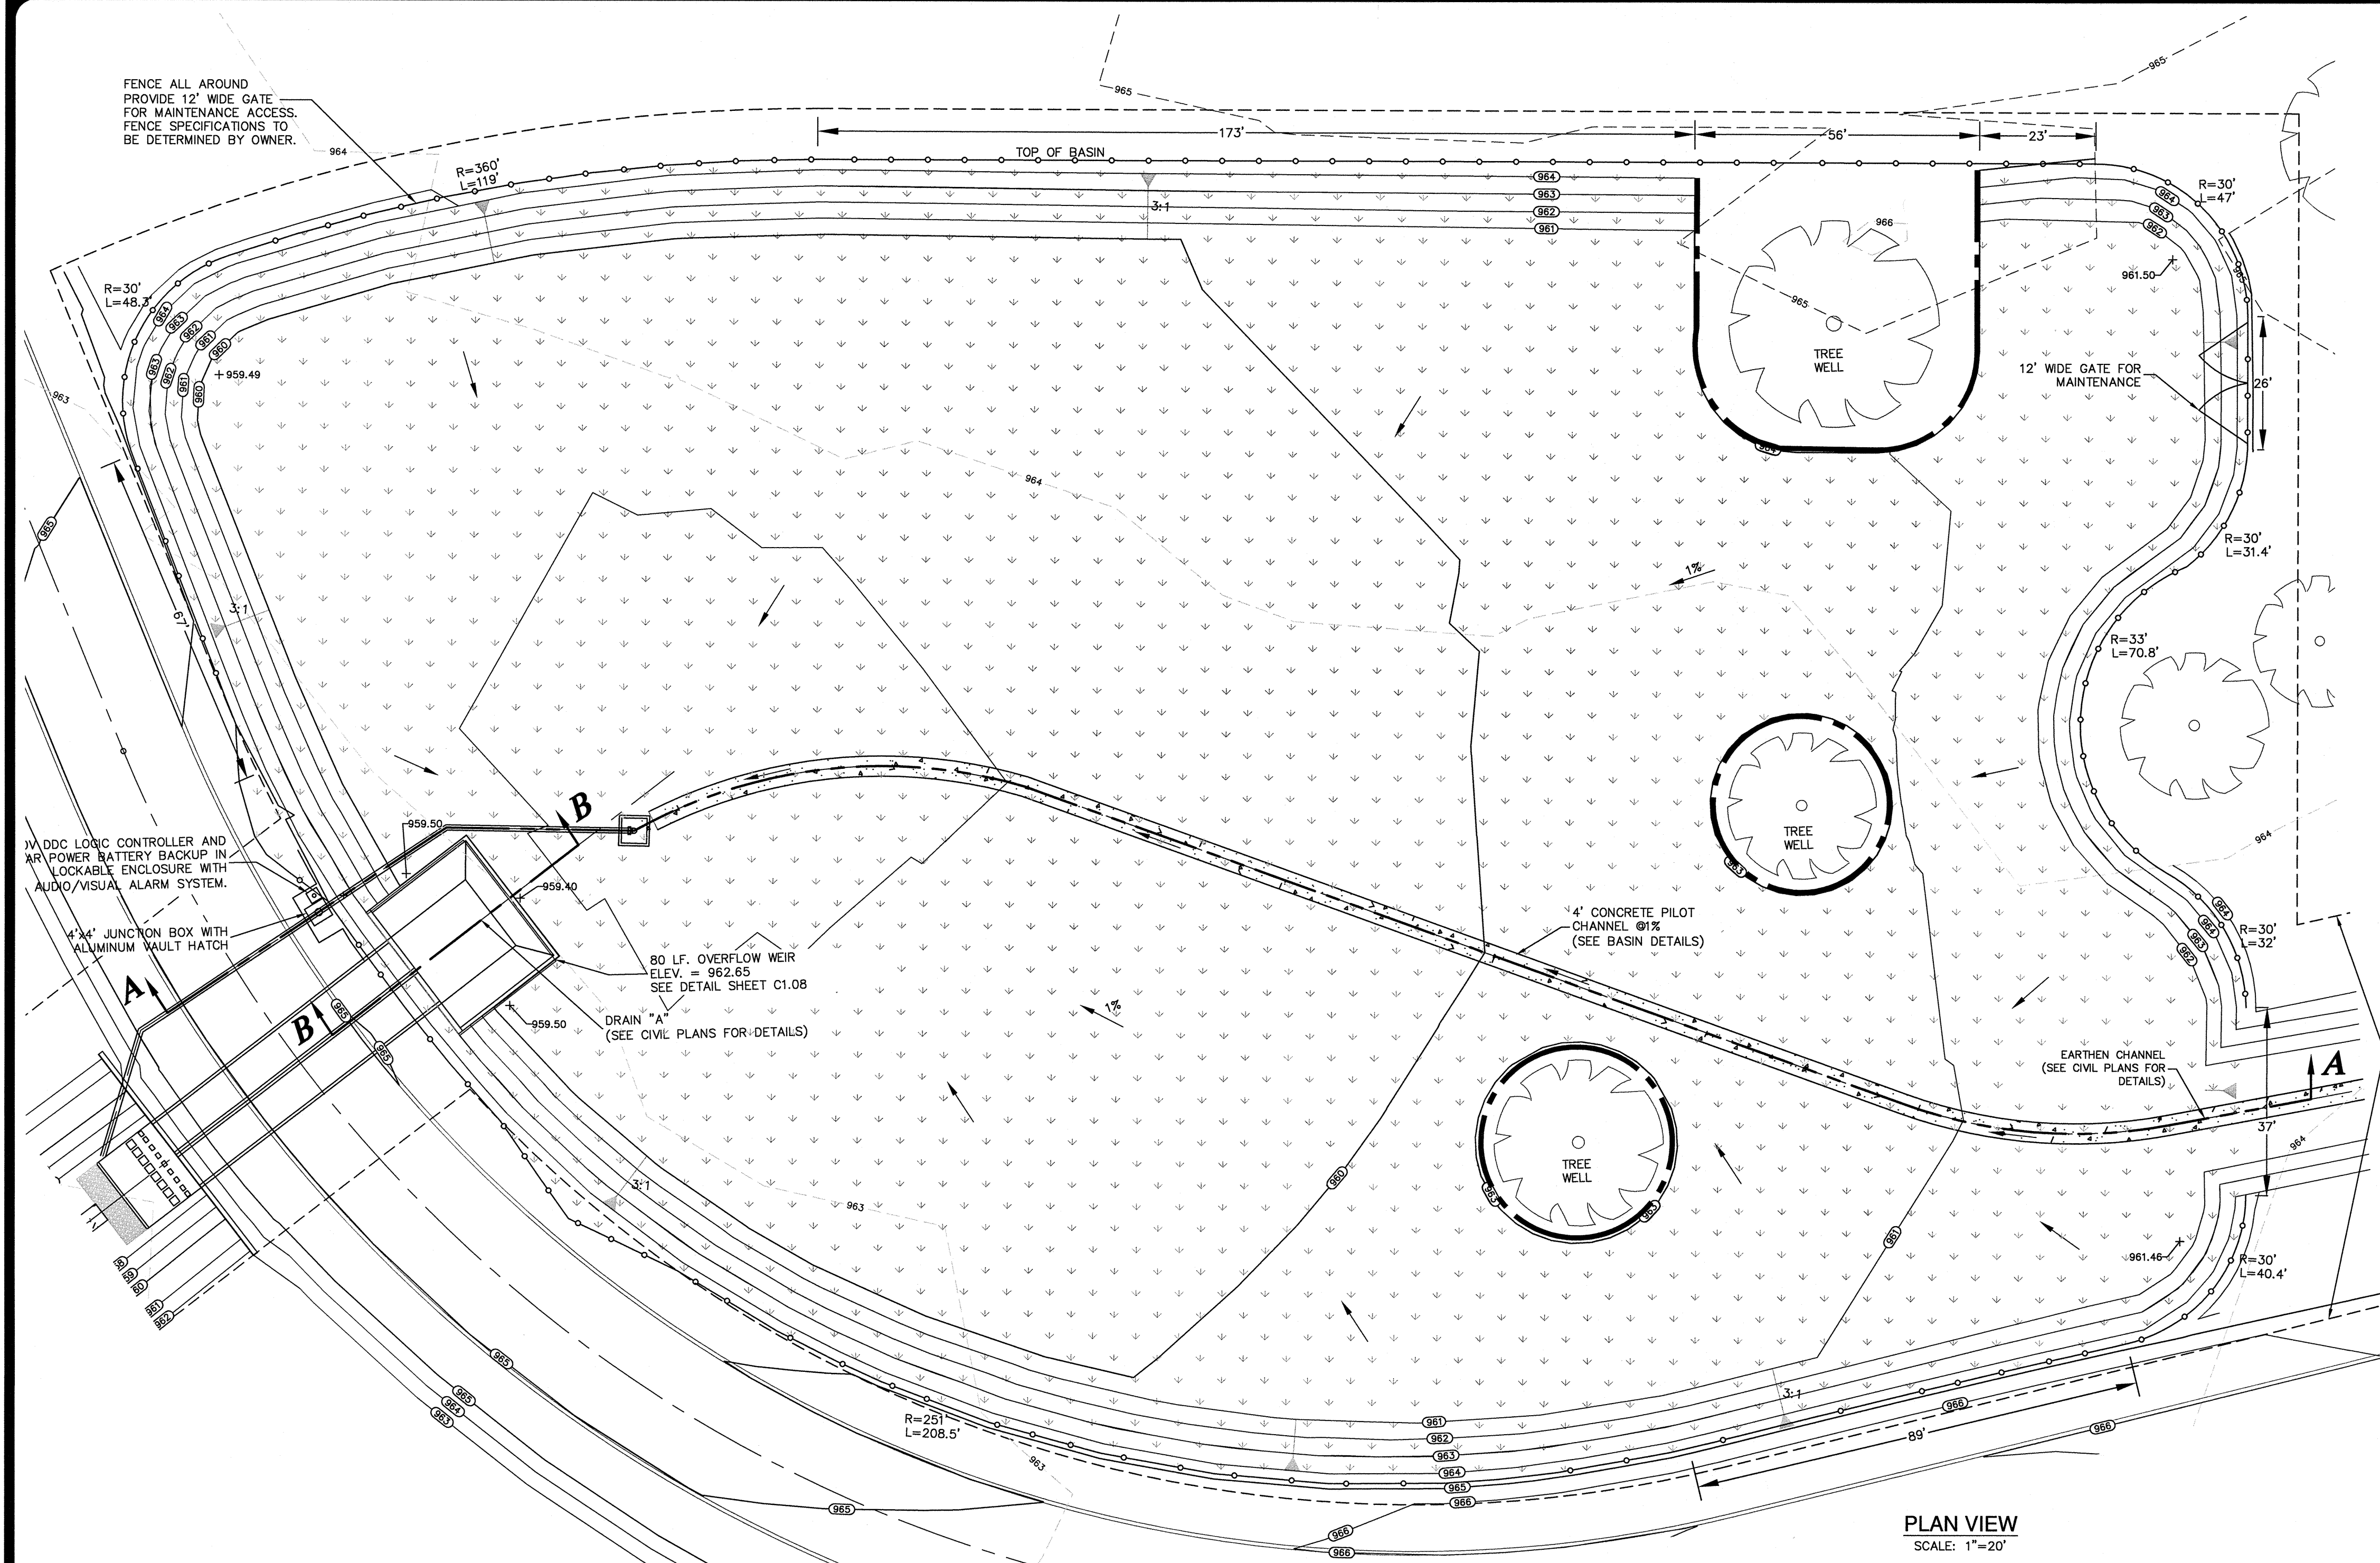 FENCE ALL AROUND
PROVIDE 12' WIDE GATE
FOR MAINTENANCE ACCESS.
FENCE SPECIFICATIONS TO
BE DETERMINED BY OWNER.
965
965
964
R=360'
L=119'
TOP OF BASIN
173'
56'
23'
964
963
962
961
3:1
966
965
TREE
WELL
R=30'
L=47'
964
963
962
961.50
965
12' WIDE GATE FOR
MAINTENANCE
26'
R=30'
L=48.3'
964
963
962
961
960
963
962
961
960
959.49
963
965
964
3:1
67'
1%
R=30'
L=31.4'
R=33'
L=70.8'
964
TREE
WELL
963
B
959.50
959.40
DDC LOGIC CONTROLLER AND
POWER BATTERY BACKUP IN
LOCKABLE ENCLOSURE WITH
AUDIO/VISUAL ALARM SYSTEM.
4'x4' JUNCTION BOX WITH
ALUMINUM VAULT HATCH
A
B
965
965
959.50
80 LF. OVERFLOW WEIR
ELEV. = 962.65
SEE DETAIL SHEET C1.08
DRAIN "A"
(SEE CIVIL PLANS FOR DETAILS)
1%
4' CONCRETE PILOT
CHANNEL @1%
(SEE BASIN DETAILS)
964
964
963
962
R=30'
L=32'
EARTHEN CHANNEL
(SEE CIVIL PLANS FOR
DETAILS)
A
37'
964
TREE
WELL
963
963
960
961
961.46
R=30'
L=40.4'
3:1
963
60
961
962
965
965
964
963
R=251'
L=208.5'
963
965
961
962
963
964
965
966
966
966
3:1
966
966
89'
PLAN VIEW
SCALE: 1"=20'